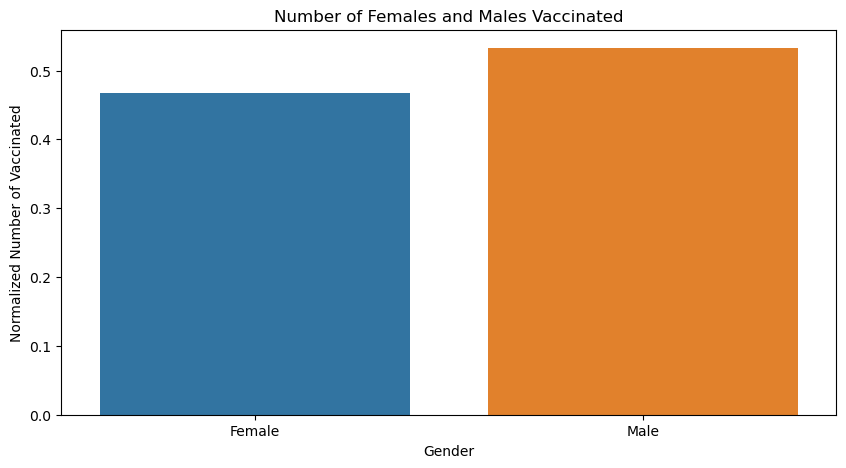 Number of Females and Males Vaccinated
Normalized Number of Vaccinated
0.5
0.4
0.3
0.2
0.1
0.0
Female
Male
Gender